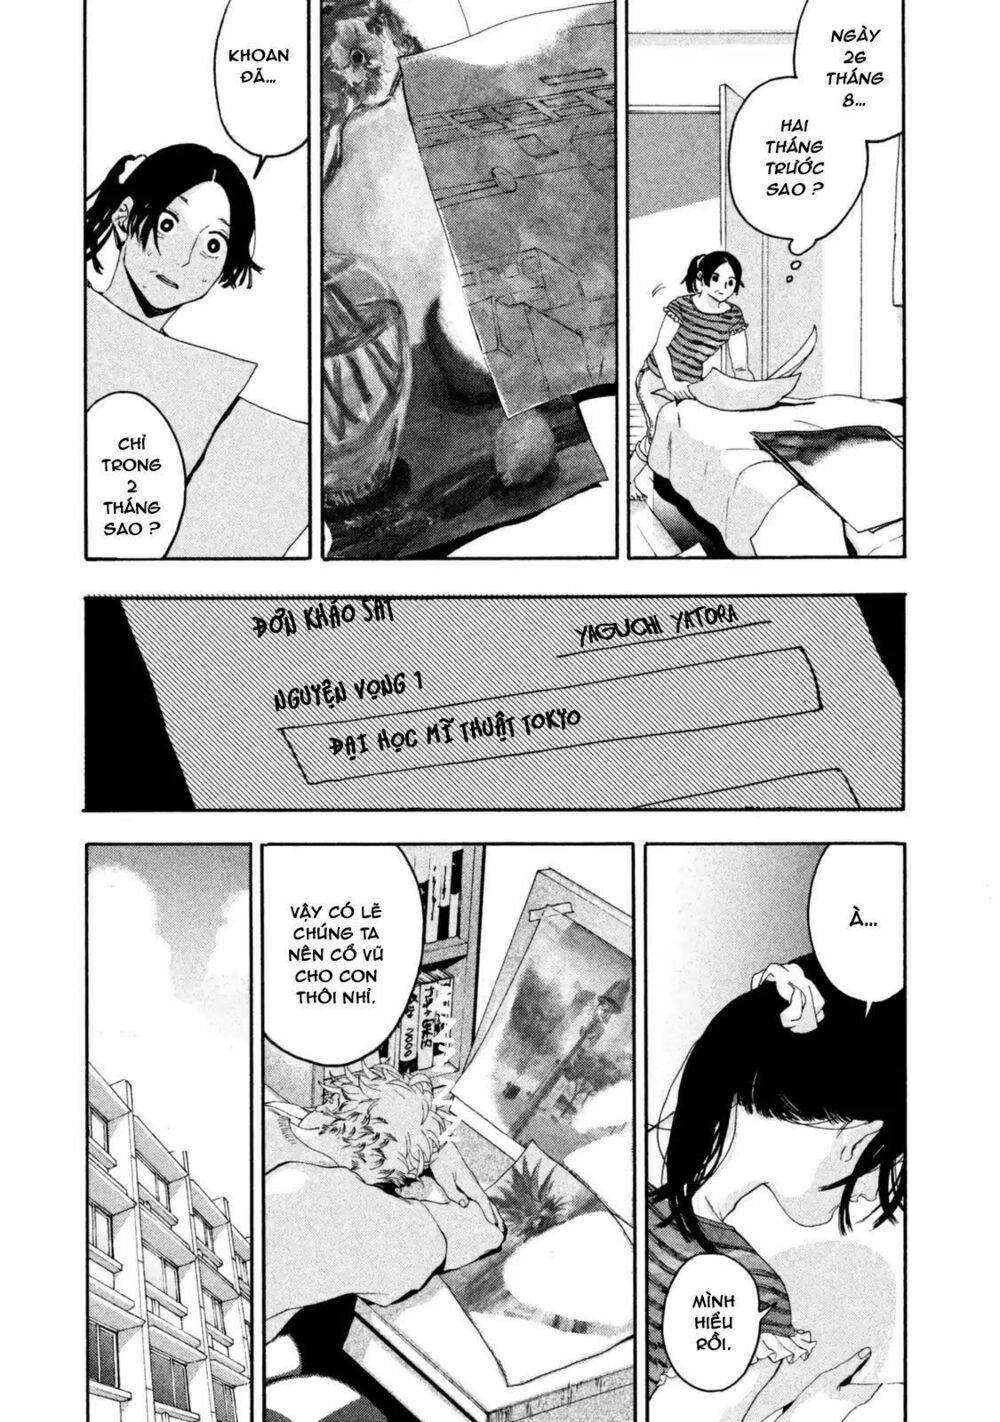 NGÀY
26
THÁNG
8...
HAI
THÁNG
TRƯỚC
SAO ?
KHOAN
ĐÃ...
CHỈ
TRONG
2
THÁNG
SAO ?
ĐƠN KHẢO SÁT
YAGUCHI YATORA
NGUYỆN VỌNG 1
ĐẠI HỌC MĨ THUẬT TOKYO
À...
MÌNH
HIỂU
RỒI.
VẬY CÓ LẼ
CHÚNG TA
NÊN CỔ VŨ
CHO CON
THÔI NHỈ.